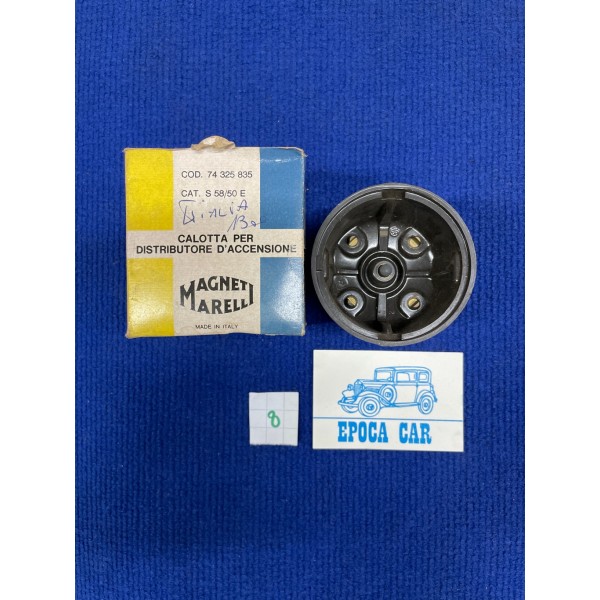 COD. 74 325 835
CAT. S 58/50 E
CALOTTA PER
DISTRIBUTORE D'ACCENSIONE
MAGNETI
MARELLI
MADE IN ITALY
8
EPOCA CAR